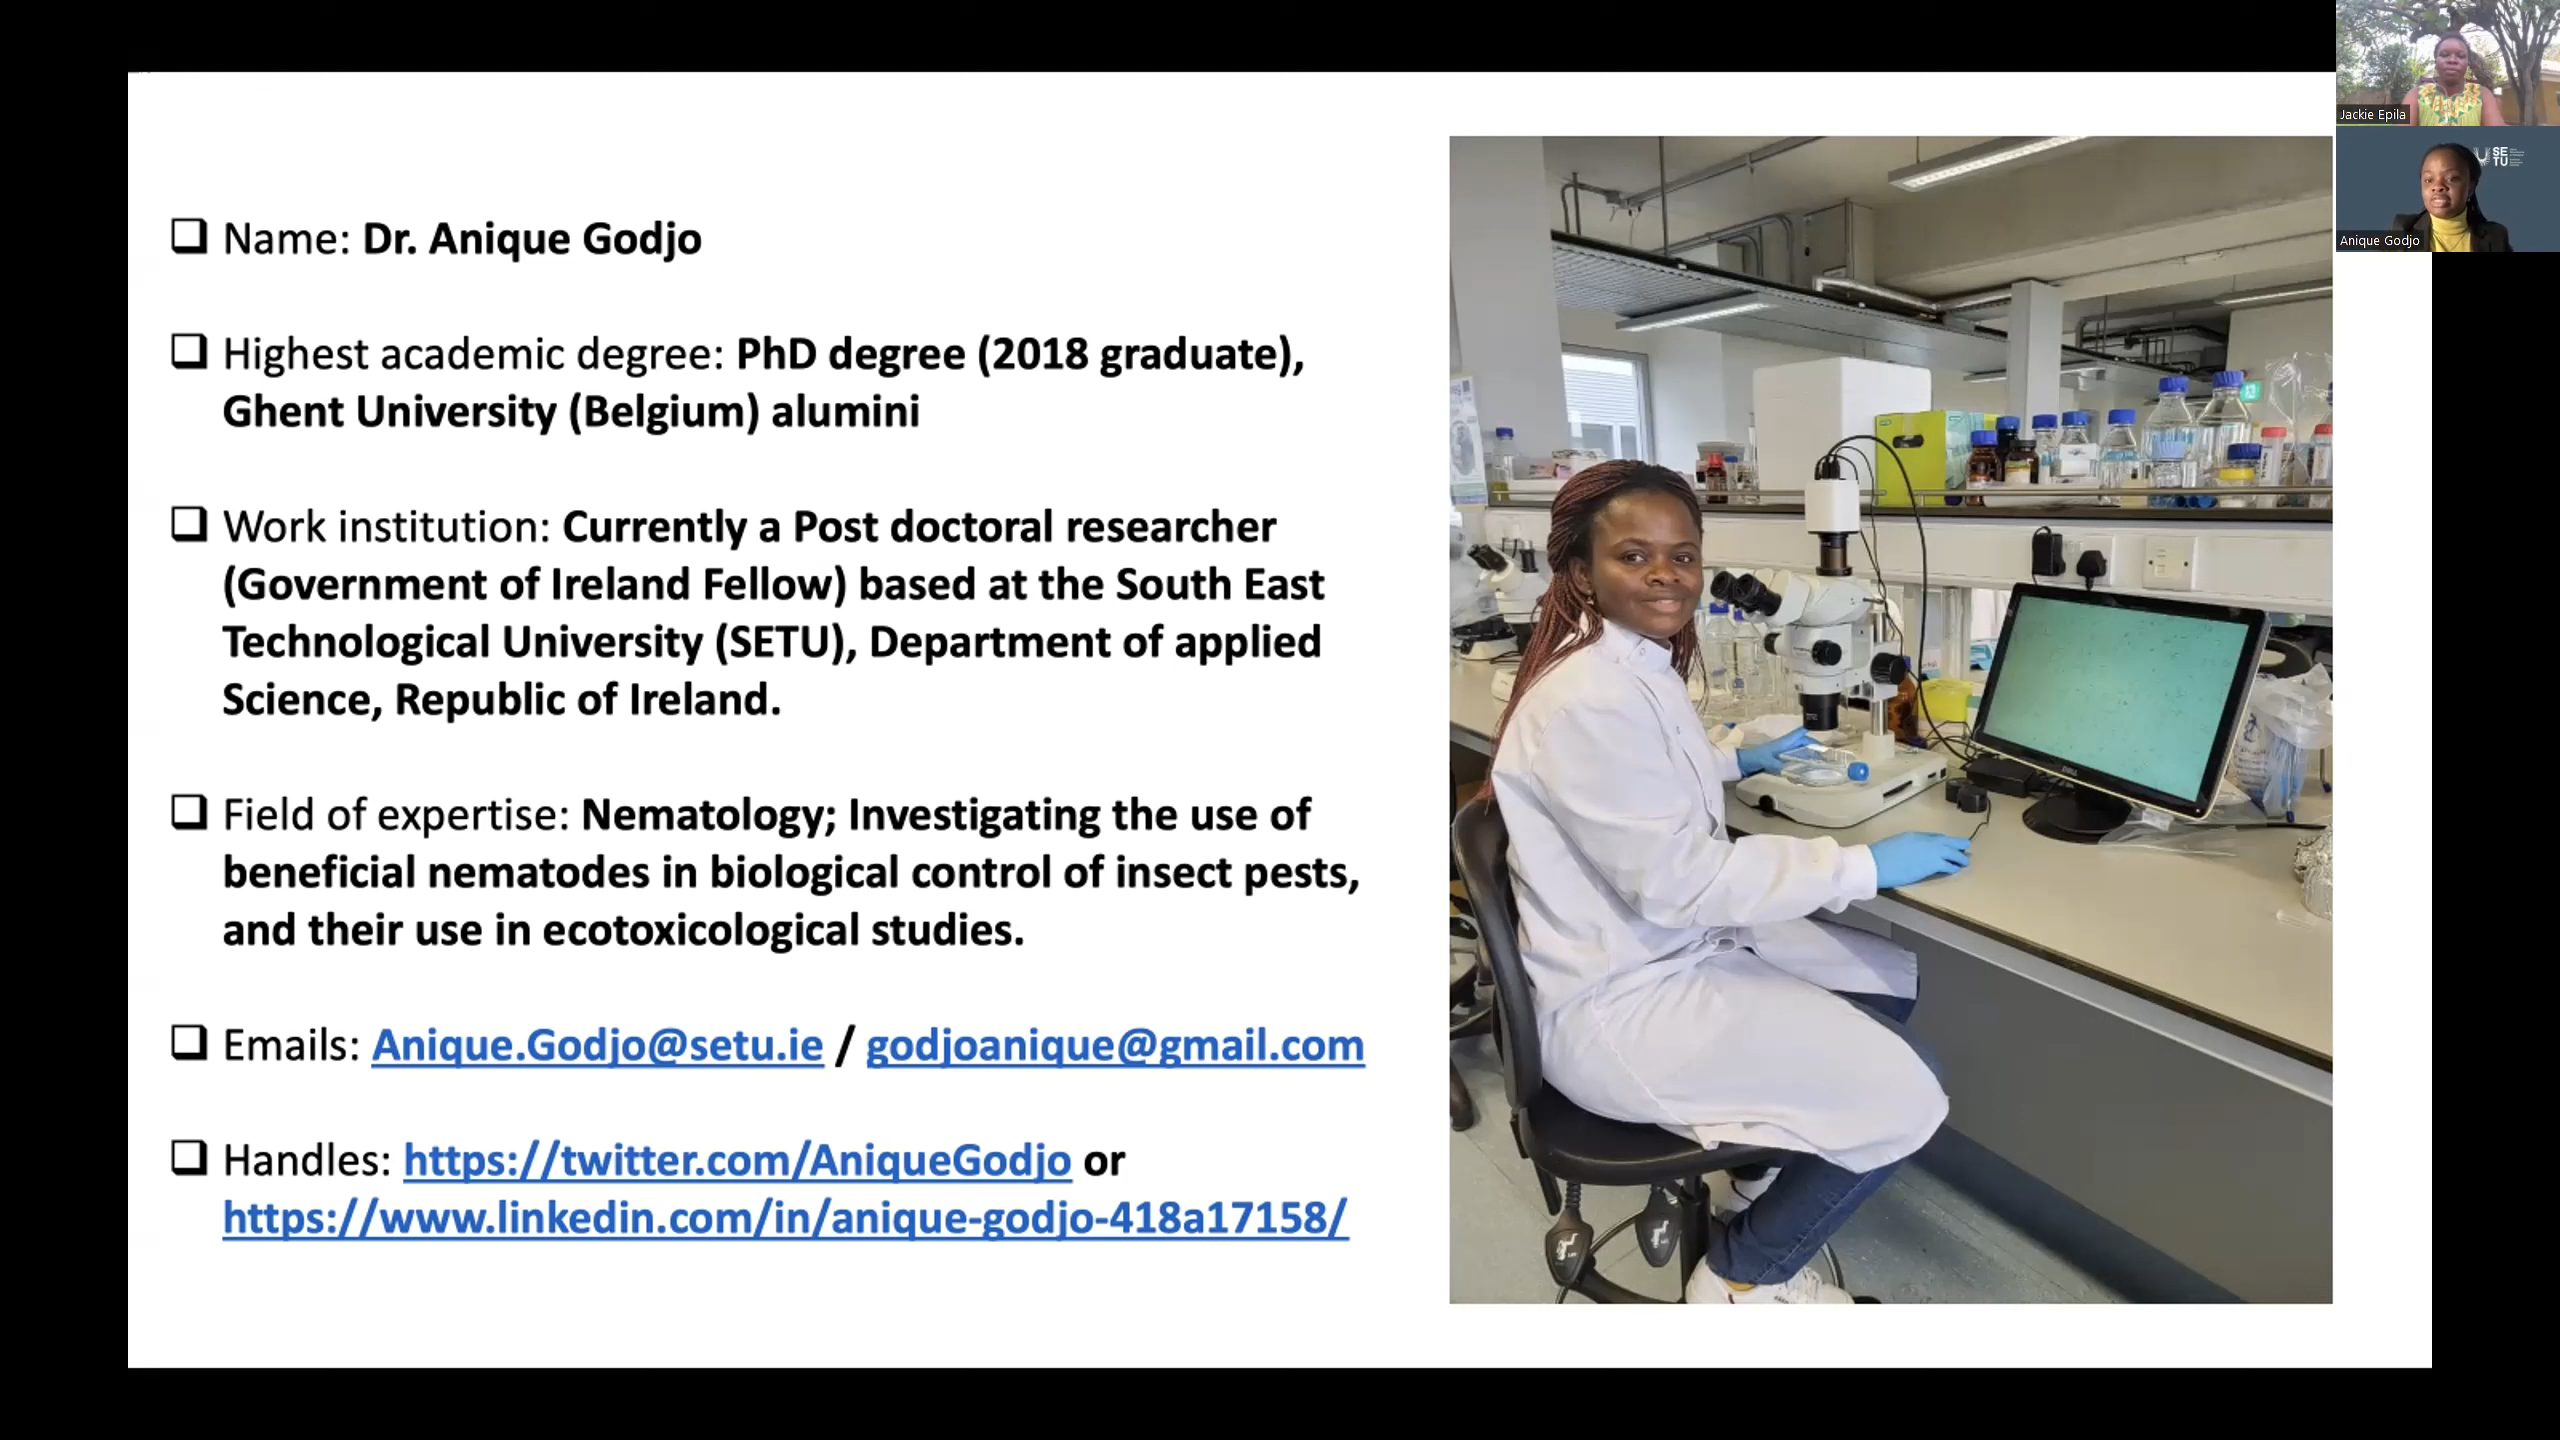 Name: Dr. Anique Godjo
Highest academic degree: PhD degree (2018 graduate),
Ghent University (Belgium) alumini
Work institution: Currently a Post doctoral researcher
(Government of Ireland Fellow) based at the South East
Technological University (SETU), Department of applied
Science, Republic of Ireland.
Field of expertise: Nematology; Investigating the use of
beneficial nematodes in biological control of insect pests,
and their use in ecotoxicological studies.
Emails: Anique.Godjo@setu.ie / godjoanique@gmail.com
Handles: https://twitter.com/AniqueGodjo or
https://www.linkedin.com/in/anique-godjo-418a17158/
Jackie Epila
SE
TU
Anique Godjo